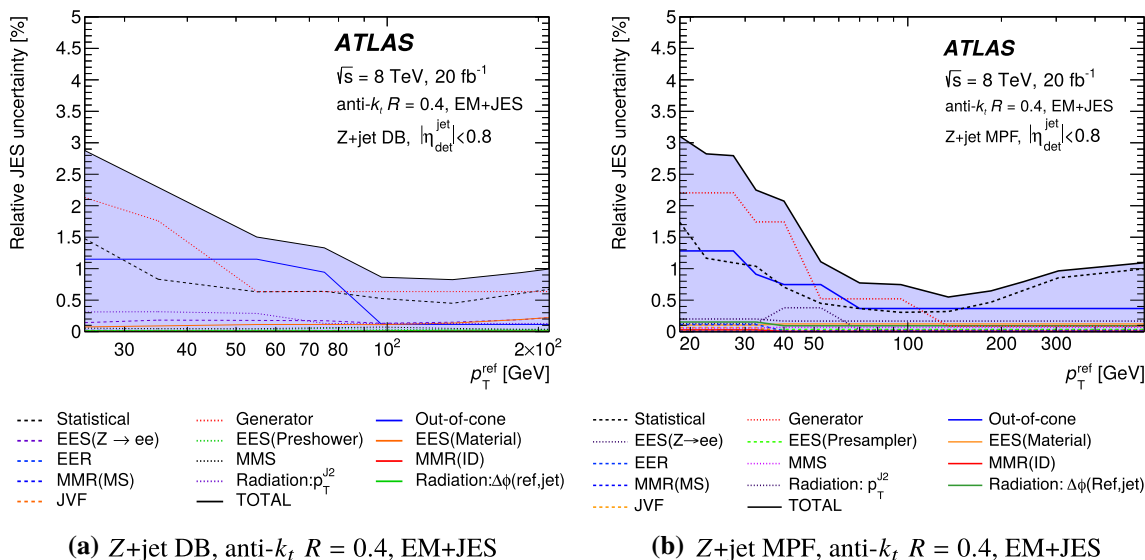 Relative JES uncertainty [%]
5
4.5
4
3.5
3
2.5
2
1.5
1
0.5
0
ATLAS
√s = 8 TeV, 20 fb⁻¹
anti-kₜ R = 0.4, EM+JES
Z+jet DB, |η_det^jet|<0.8
30 40 50 60 70 80 10² 2×10²
p_T^ref [GeV]
Statistical Generator Out-of-cone
EES(Z → ee) EES(Preshower) EES(Material)
EER MMS MMR(ID)
MMR(MS) Radiation:p_T^J2 Radiation:Δϕ(ref,jet)
JVF TOTAL
(a) Z+jet DB, anti-kₜ R = 0.4, EM+JES
Relative JES uncertainty [%]
5
4.5
4
3.5
3
2.5
2
1.5
1
0.5
0
ATLAS
√s = 8 TeV, 20 fb⁻¹
anti-kₜ R = 0.4, EM+JES
Z+jet MPF, |η_det^jet|<0.8
20 30 40 50 100 200 300
p_T^ref [GeV]
Statistical Generator Out-of-cone
EES(Z→ee) EES(Presampler) EES(Material)
EER MMS MMR(ID)
MMR(MS) Radiation: p_T^J2 Radiation: Δϕ(Ref,jet)
JVF TOTAL
(b) Z+jet MPF, anti-kₜ R = 0.4, EM+JES